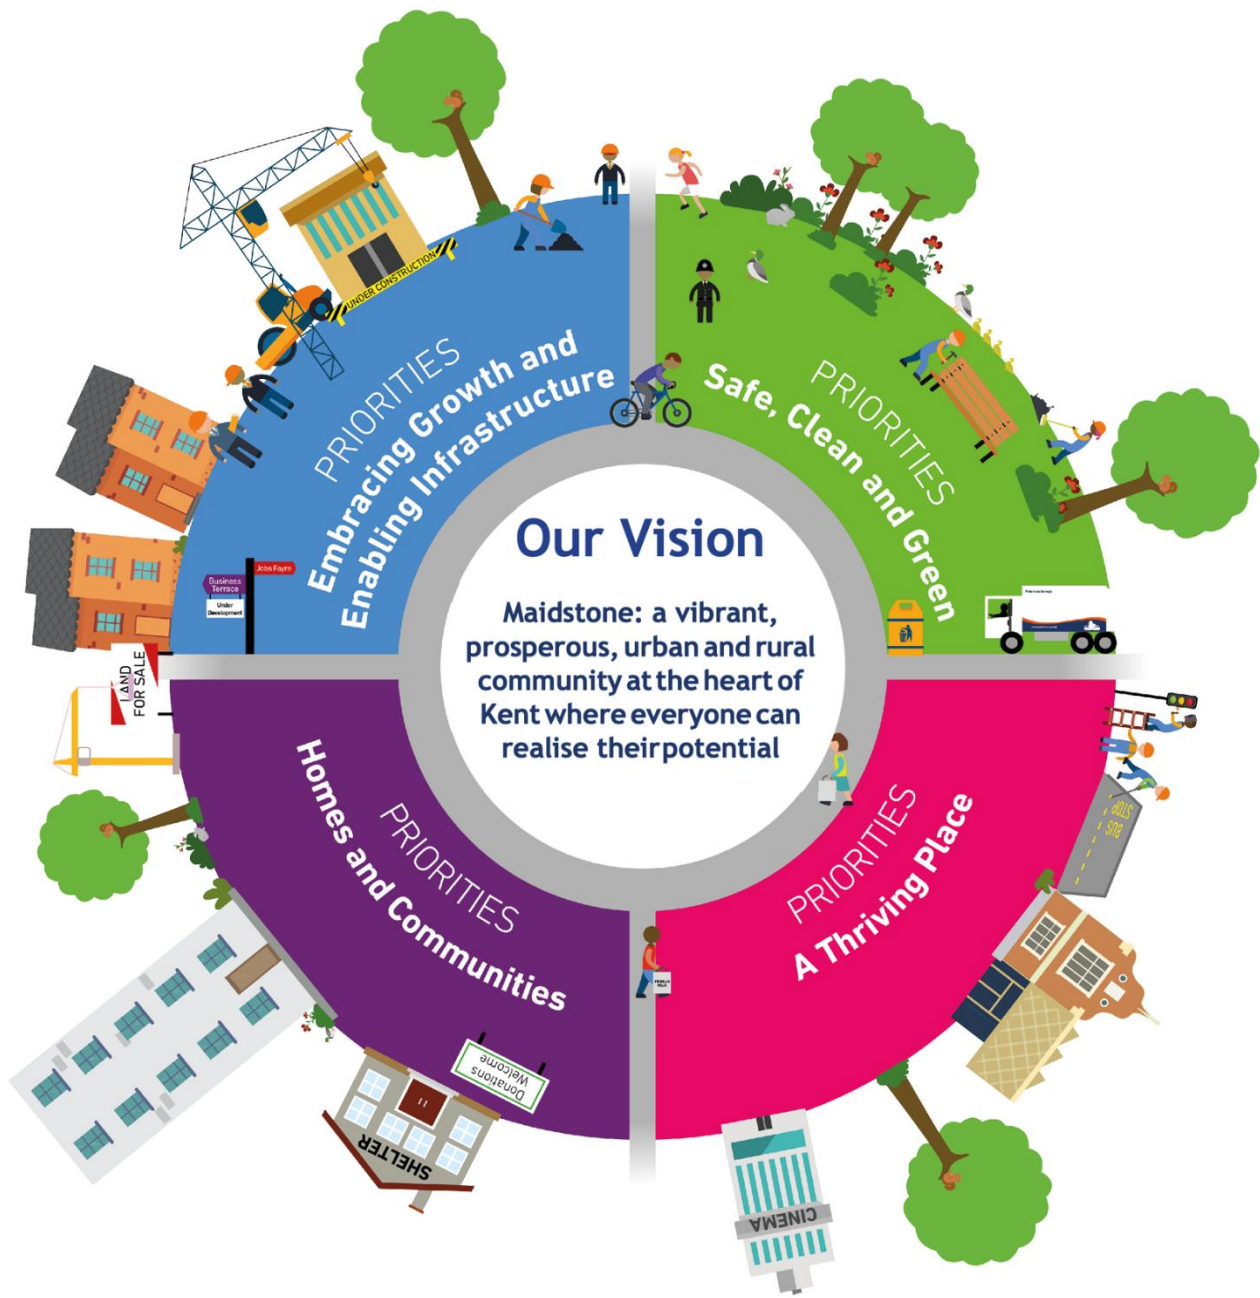 UNDER CONSTRUCTION
PRIORITIES
Embracing Growth and
Enabling Infrastructure
PRIORITIES
Safe, Clean and Green
Business
Terrace
Jobs Fayre
Under
Development
Our Vision
Maidstone: a vibrant,
prosperous, urban and rural
community at the heart of
Kent where everyone can
realise theirpotential
LAND
FOR SALE
PRIORITIES
Homes and Communities
PRIORITIES
A Thriving Place
BUS
STOP
Donations
Welcome
SHELTER
CINEMA